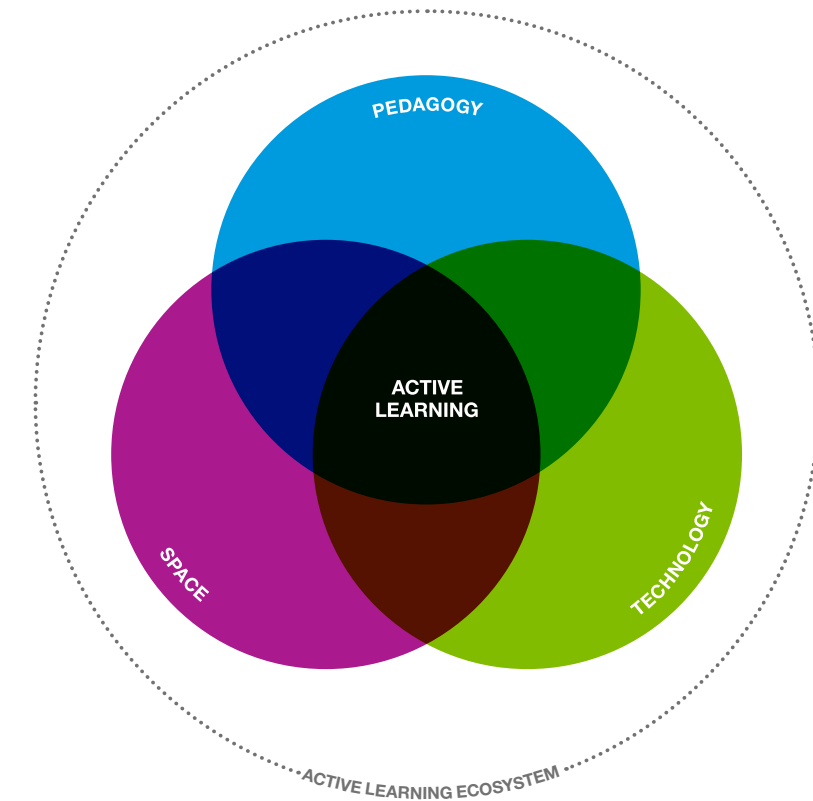 PEDAGOGY
ACTIVE
LEARNING
SPACE
TECHNOLOGY
ACTIVE LEARNING ECOSYSTEM